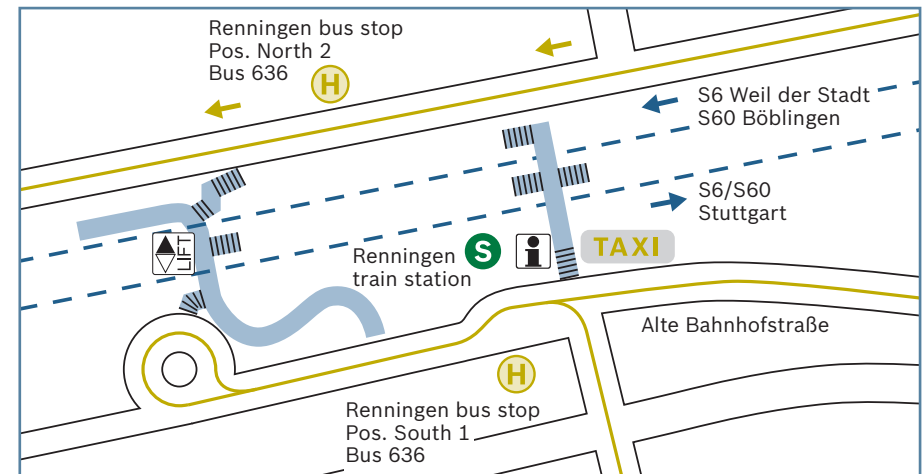 Renningen bus stop
Pos. North 2
Bus 636
H
S6 Weil der Stadt
S60 Böblingen
S6/S60
Stuttgart
LIFT
Renningen
train station
S
i
TAXI
Alte Bahnhofstraße
H
Renningen bus stop
Pos. South 1
Bus 636